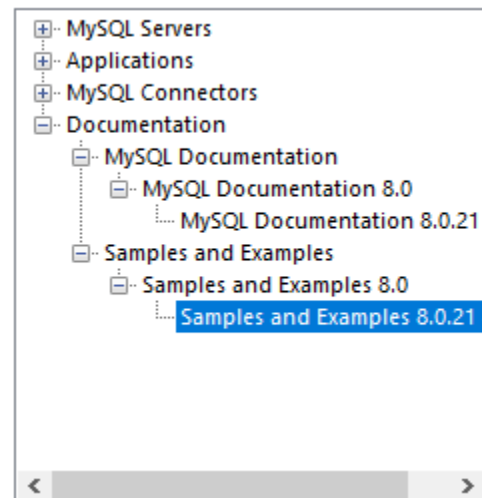 MySQL Servers
Applications
MySQL Connectors
Documentation
MySQL Documentation
MySQL Documentation 8.0
MySQL Documentation 8.0.21
Samples and Examples
Samples and Examples 8.0
Samples and Examples 8.0.21